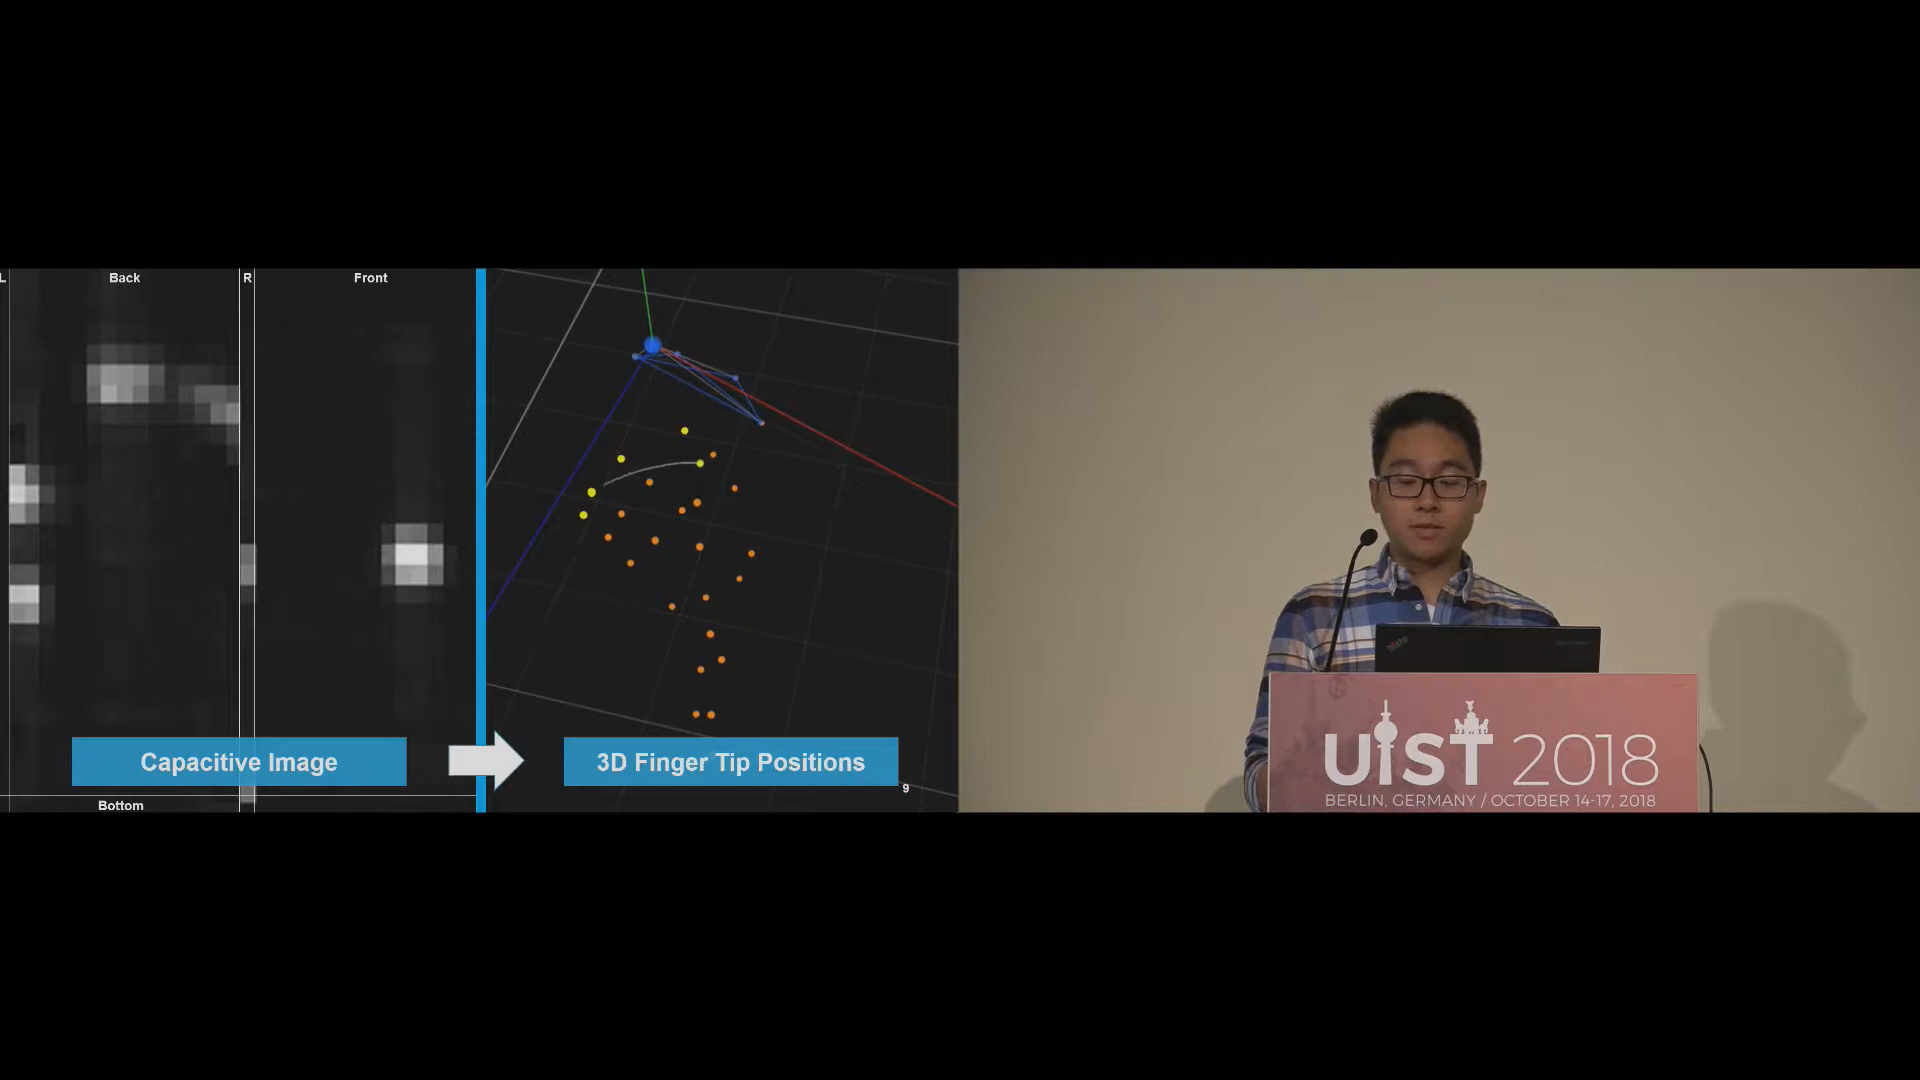 L
Back
R
Front
Capacitive Image
3D Finger Tip Positions
9
Bottom
UIST 2018
BERLIN, GERMANY / OCTOBER 14-17, 2018